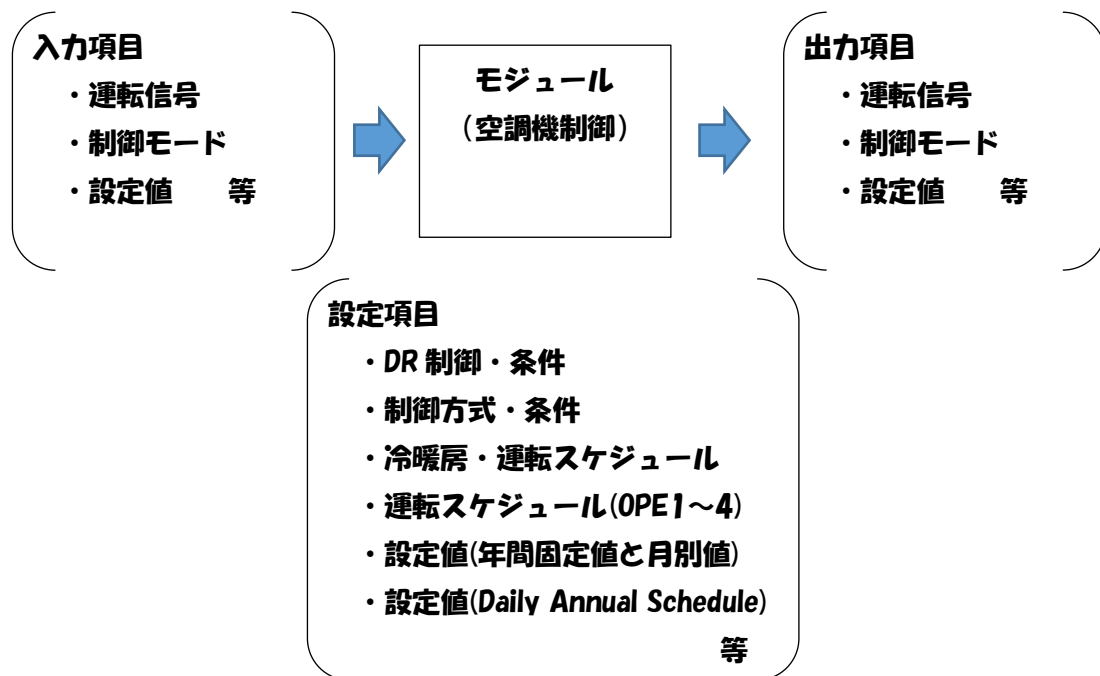 入力項目
・運転信号
・制御モード
・設定値　　等
モジュール
（空調機制御）
出力項目
・運転信号
・制御モード
・設定値　　等
設定項目
・DR 制御・条件
・制御方式・条件
・冷暖房・運転スケジュール
・運転スケジュール(OPE1～4)
・設定値(年間固定値と月別値)
・設定値(Daily Annual Schedule)
等